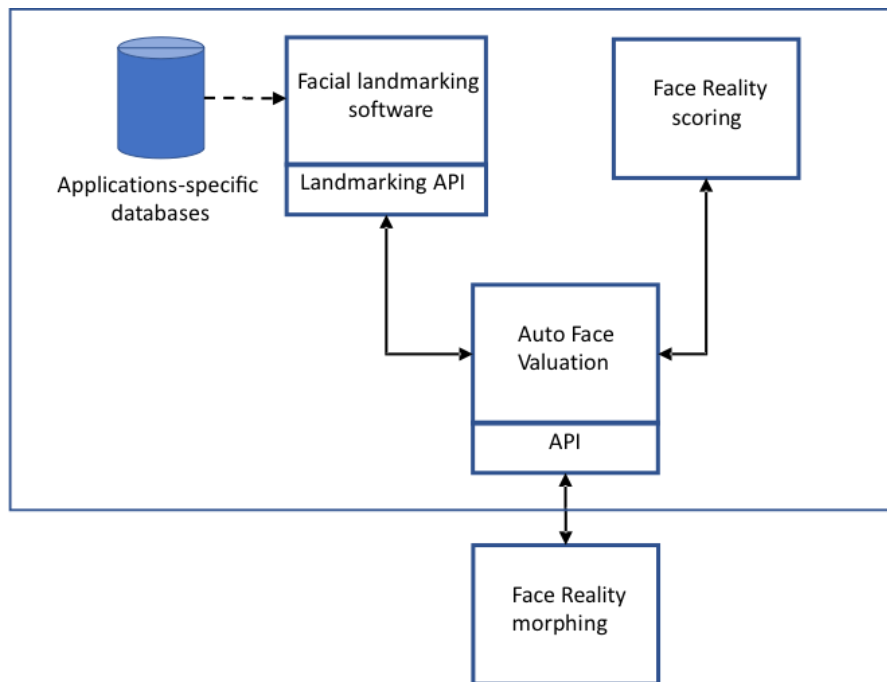 Facial landmarking
software
Face Reality
scoring
Applications-specific
databases
Landmarking API
Auto Face
Valuation
API
Face Reality
morphing